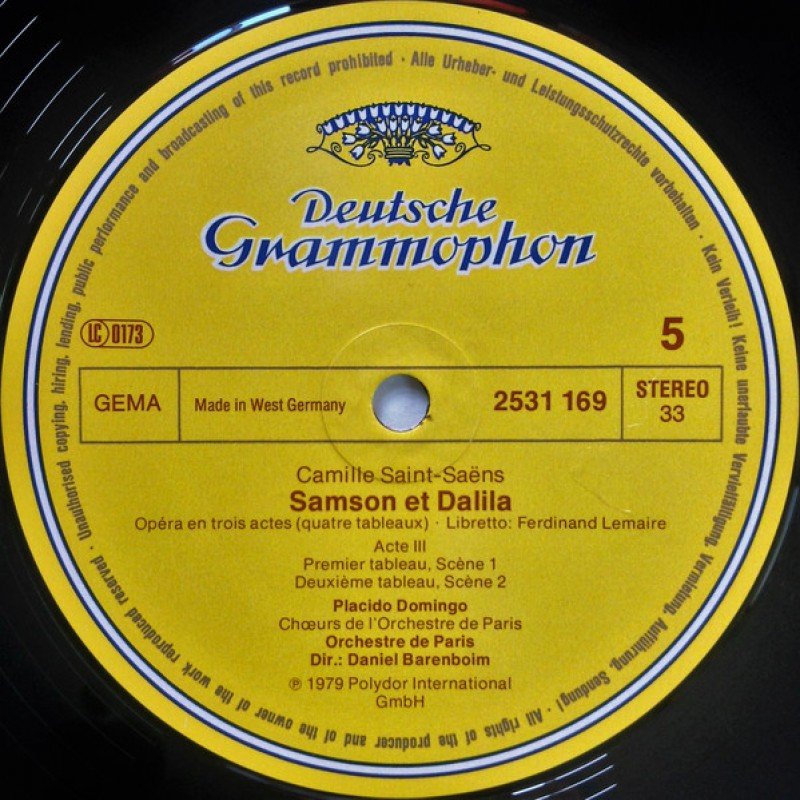 Unauthorised copying, hiring, lending, public performance and broadcasting of this record prohibited · Alle Urheber- und Leistungsschutzrechte vorbehalten · Kein Verleih! Keine unerlaubte Vervielfältigung, Vermietung, Aufführung, Sendung! · All rights of the producer and of the owner of the work reproduced reserved ·
Deutsche
Grammophon
LC 0173
5
GEMA
Made in West Germany
2531 169
STEREO
33
Camille Saint-Saëns
Samson et Dalila
Opéra en trois actes (quatre tableaux) · Libretto: Ferdinand Lemaire
Acte III
Premier tableau, Scène 1
Deuxième tableau, Scène 2
Placido Domingo
Chœurs de l'Orchestre de Paris
Orchestre de Paris
Dir.: Daniel Barenboim
℗ 1979 Polydor International
GmbH